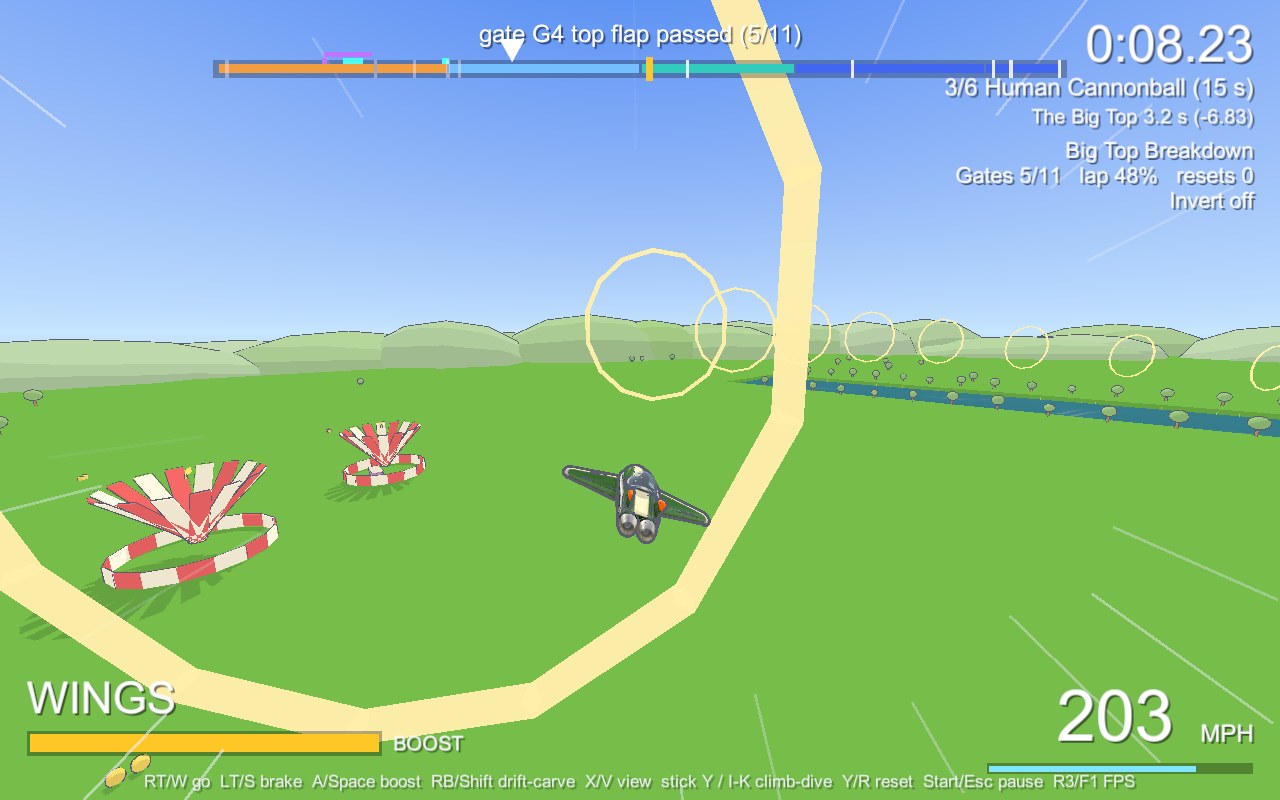 gate G4 top flap passed (5/11)
0:08.23
3/6 Human Cannonball (15 s)
The Big Top 3.2 s (-6.83)
Big Top Breakdown
Gates 5/11 lap 48% resets 0
Invert off
WINGS
BOOST
203 MPH
RT/W go LT/S brake A/Space boost RB/Shift drift-carve X/V view stick Y / I-K climb-dive Y/R reset Start/Esc pause R3/F1 FPS